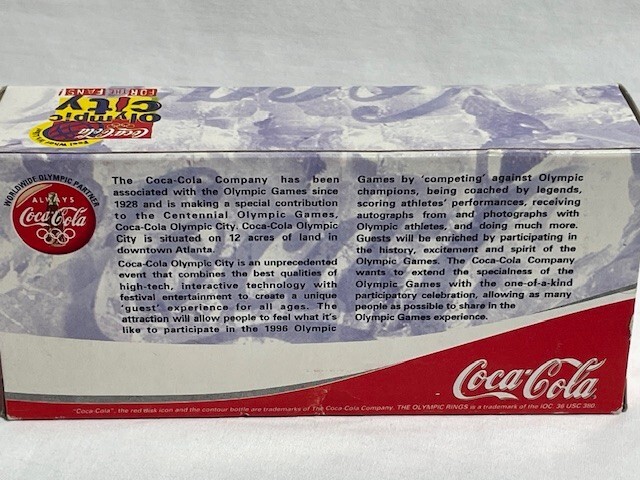 FOR THE FANS!
Olympic
City
Coca-Cola
WORLDWIDE OLYMPIC PARTNER
ALWAYS
Coca-Cola
The Coca-Cola Company has been
associated with the Olympic Games since
1928 and is making a special contribution
to the Centennial Olympic Games,
Coca-Cola Olympic City. Coca-Cola Olympic
City is situated on 12 acres of land in
downtown Atlanta.
Coca-Cola Olympic City is an unprecedented
event that combines the best qualities of
high-tech, interactive technology with
festival entertainment to create a unique
'guest' experience for all ages. The
attraction will allow people to feel what it's
like to participate in the 1996 Olympic
Games by 'competing' against Olympic
champions, being coached by legends,
scoring athletes' performances, receiving
autographs from and photographs with
Olympic athletes, and doing much more.
Guests will be enriched by participating in
the history, excitement and spirit of the
Olympic Games. The Coca-Cola Company
wants to extend the specialness of the
Olympic Games with the one-of-a-kind
participatory celebration, allowing as many
people as possible to share in the
Olympic Games experience.
Coca-Cola
"Coca-Cola", the red disk icon and the contour bottle are trademarks of The Coca-Cola Company. THE OLYMPIC RINGS is a trademark of the IOC. 36 USC 380.